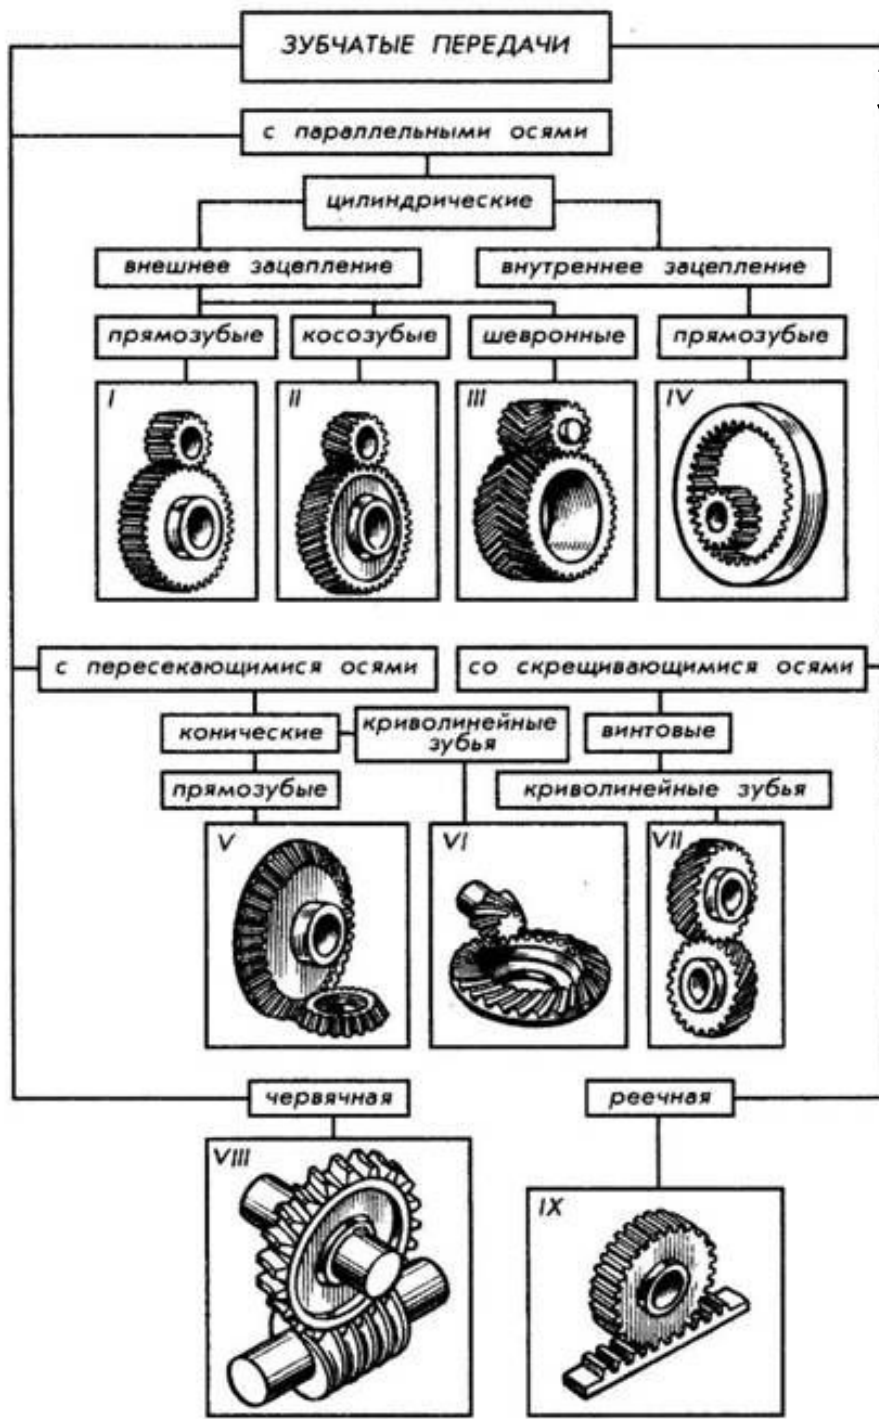 ЗУБЧАТЫЕ ПЕРЕДАЧИ
с параллельными осями
цилиндрические
внешнее зацепление
внутреннее зацепление
прямозубые
косозубые
шевронные
прямозубые
I
II
III
IV
с пересекающимися осями
со скрещивающимися осями
конические
криволинейные
зубья
винтовые
прямозубые
криволинейные зубья
V
VI
VII
червячная
реечная
VIII
IX